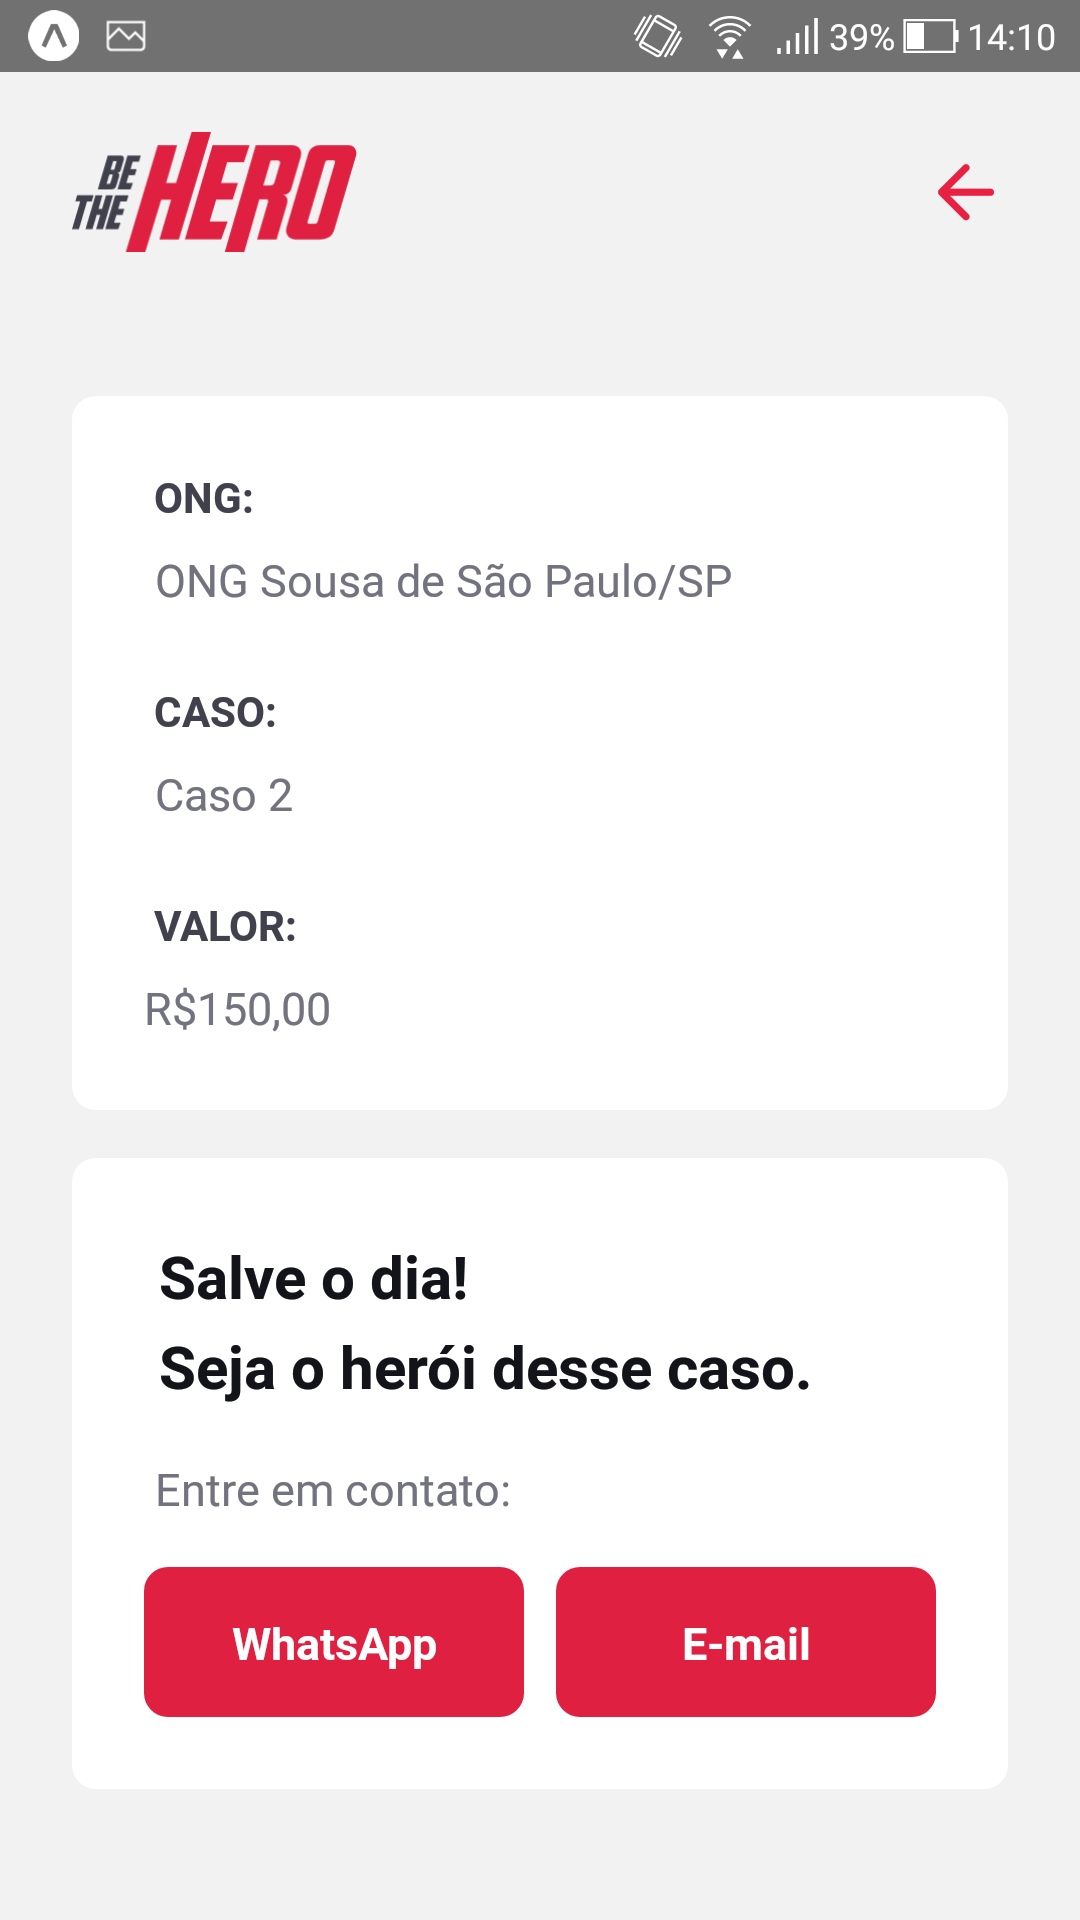 39% 14:10
BE THE HERO
ONG:
ONG Sousa de São Paulo/SP
CASO:
Caso 2
VALOR:
R$150,00
Salve o dia!
Seja o herói desse caso.
Entre em contato:
WhatsApp E-mail